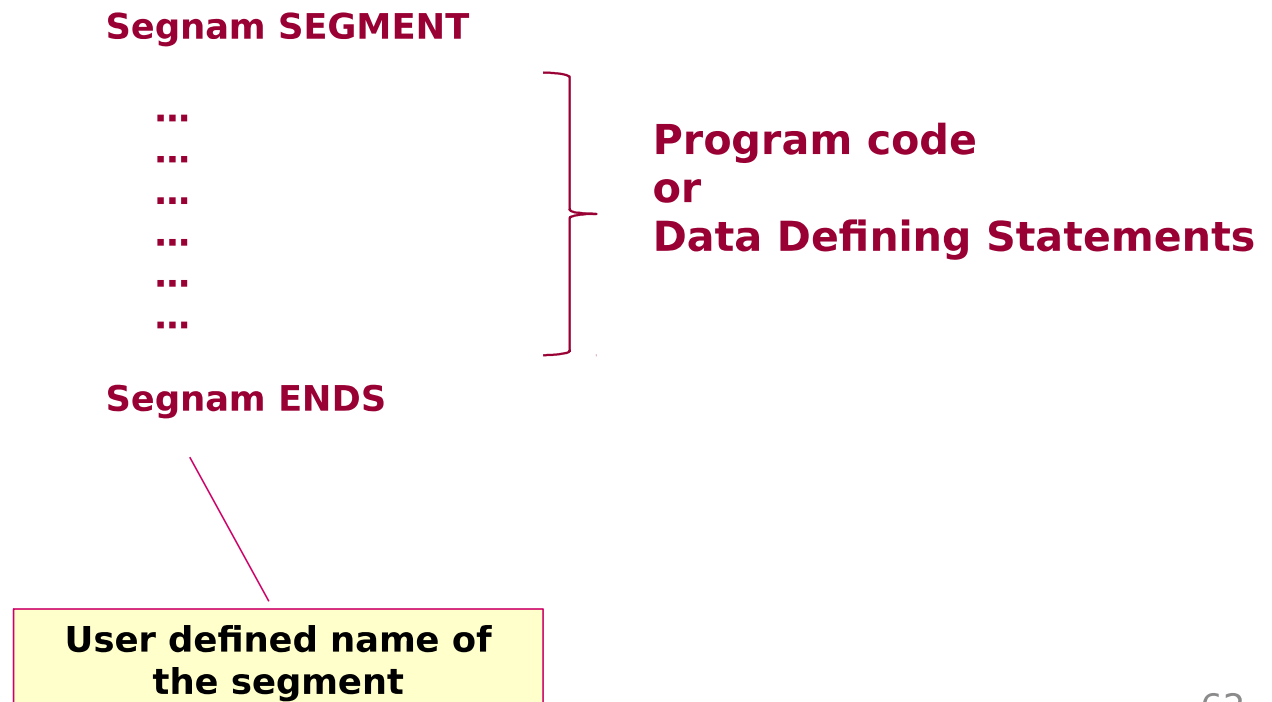 Segnam SEGMENT
...
...
...
...
...
...
Program code
or
Data Defining Statements
Segnam ENDS
User defined name of
the segment